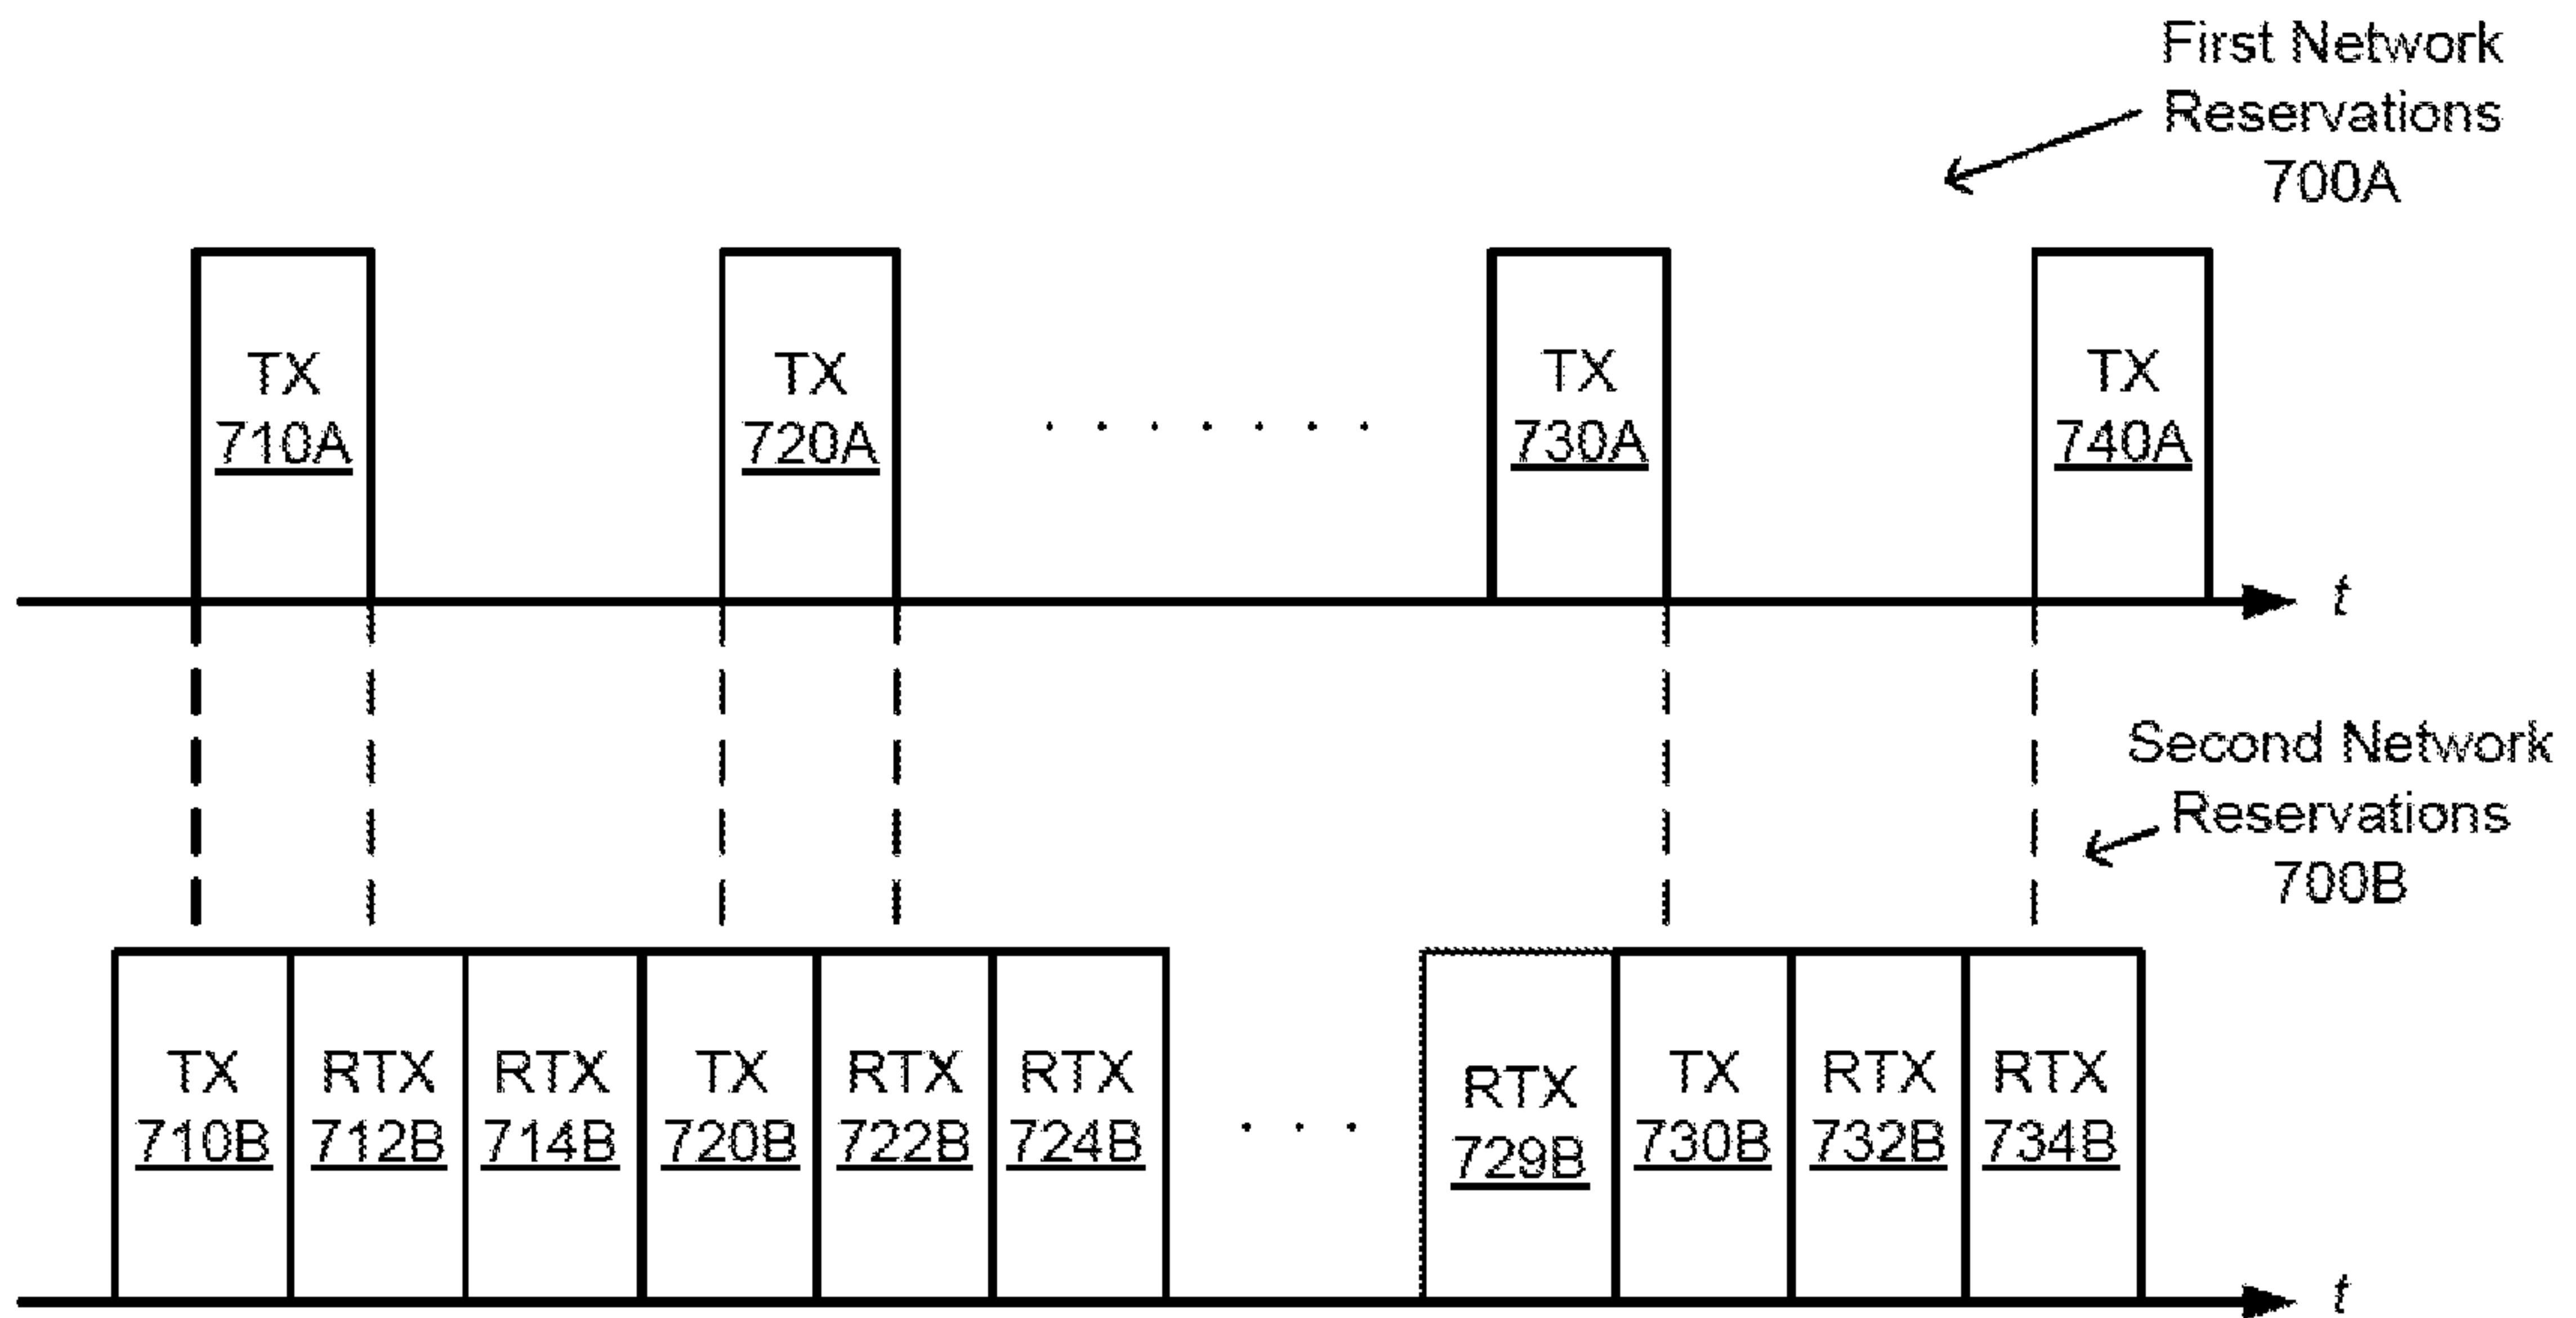 First Network
Reservations
700A
TX
710A
TX
720A
. . . . . . .
TX
730A
TX
740A
t
Second Network
Reservations
700B
TX
710B
RTX
712B
RTX
714B
TX
720B
RTX
722B
RTX
724B
. . .
RTX
729B
TX
730B
RTX
732B
RTX
734B
t